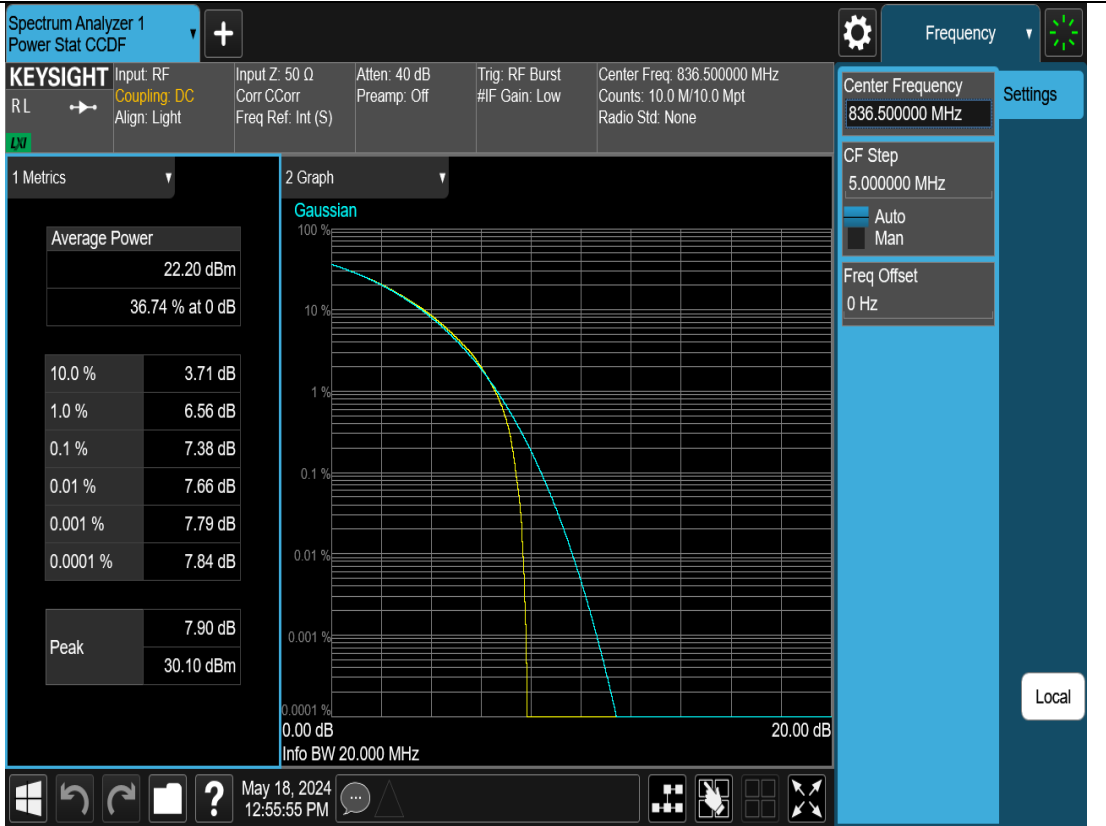 Spectrum Analyzer 1
Power Stat CCDF
Frequency
KEYSIGHT
R L
LXI
Input: RF
Coupling: DC
Align: Light
Input Z: 50 Ω
Corr CCorr
Freq Ref: Int (S)
Atten: 40 dB
Preamp: Off
Trig: RF Burst
#IF Gain: Low
Center Freq: 836.500000 MHz
Counts: 10.0 M/10.0 Mpt
Radio Std: None
Center Frequency
836.500000 MHz
Settings
CF Step
5.000000 MHz
Auto
Man
Freq Offset
0 Hz
1 Metrics
Average Power
22.20 dBm
36.74 % at 0 dB
10.0 % 3.71 dB
1.0 % 6.56 dB
0.1 % 7.38 dB
0.01 % 7.66 dB
0.001 % 7.79 dB
0.0001 % 7.84 dB
Peak
7.90 dB
30.10 dBm
2 Graph
Gaussian
100 %
10 %
1 %
0.1 %
0.01 %
0.001 %
0.0001 %
0.00 dB 20.00 dB
Info BW 20.000 MHz
Local
?
May 18, 2024
12:55:55 PM